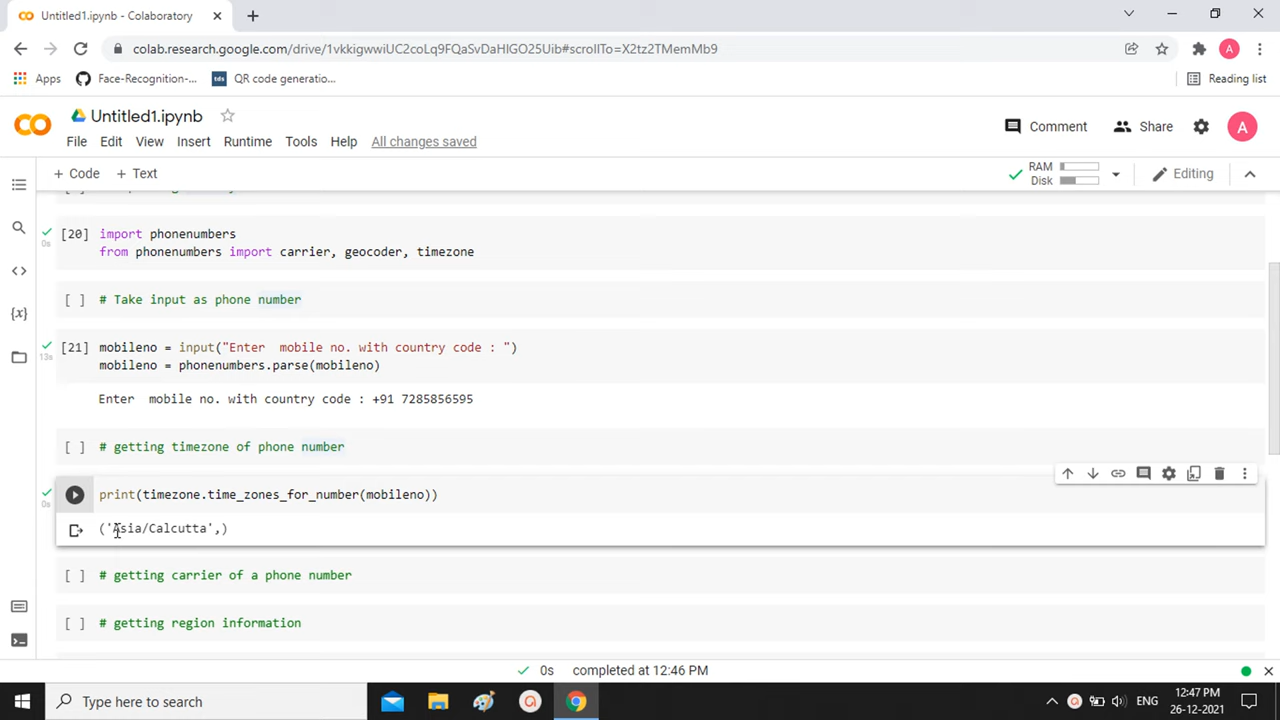 Untitled1.ipynb - Colaboratory
colab.research.google.com/drive/1vkkigwwiUC2coLq9FQaSvDaHIGO25Uib#scrollTo=X2tz2TMemMb9
A
Apps
Face-Recognition-...
tds
QR code generatio...
Reading list
Untitled1.ipynb
File
Edit
View
Insert
Runtime
Tools
Help
All changes saved
Comment
Share
A
+ Code
+ Text
RAM
Disk
Editing
[20]
0s
import phonenumbers
from phonenumbers import carrier, geocoder, timezone
[ ] # Take input as phone number
[21]
13s
mobileno = input("Enter  mobile no. with country code : ")
mobileno = phonenumbers.parse(mobileno)
Enter  mobile no. with country code : +91 7285856595
[ ] # getting timezone of phone number
0s
print(timezone.time_zones_for_number(mobileno))
('Asia/Calcutta',)
[ ] # getting carrier of a phone number
[ ] # getting region information
0s completed at 12:46 PM
Type here to search
ENG
12:47 PM
26-12-2021